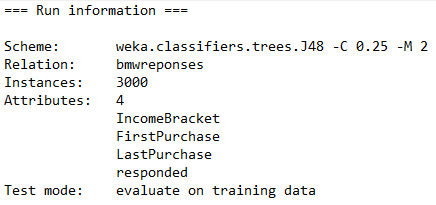 === Run information ===
Scheme: weka.classifiers.trees.J48 -C 0.25 -M 2
Relation: bmwreponses
Instances: 3000
Attributes: 4
IncomeBracket
FirstPurchase
LastPurchase
responded
Test mode: evaluate on training data